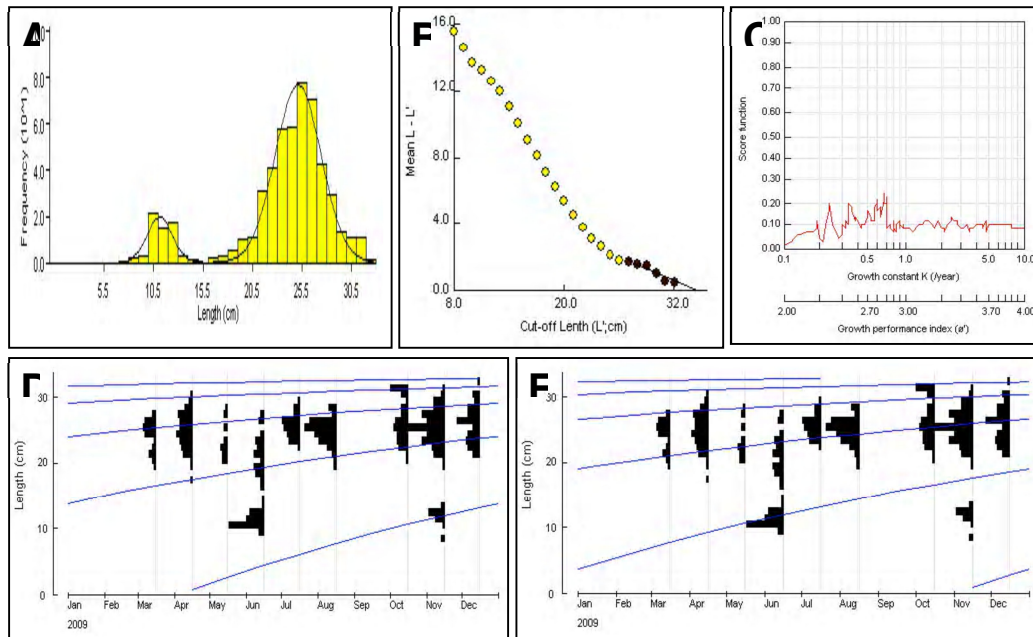 Frequency (10^1)
8.0
6.0
4.0
2.0
0.0
5.5 10.5 15.5 20.5 25.5 30.5
Length (cm)
Mean L - L'
16.0
12.0
8.0
4.0
0.0
8.0 20.0 32.0
Cut-off Lenth (L';cm)
Score function
1.00
0.90
0.80
0.70
0.60
0.50
0.40
0.30
0.20
0.10
0.00
0.1 0.5 1.0 5.0 10.0
Growth constant K (/year)
2.00 2.70 3.00 3.70 4.00
Growth performance index (ø')
Length (cm)
30
20
10
0
Jan Feb Mar Apr May Jun Jul Aug Oct Nov Dec
2009
Length (cm)
30
20
10
0
Jan Feb Mar Apr May Jun Jul Aug Oct Nov Dec
2009